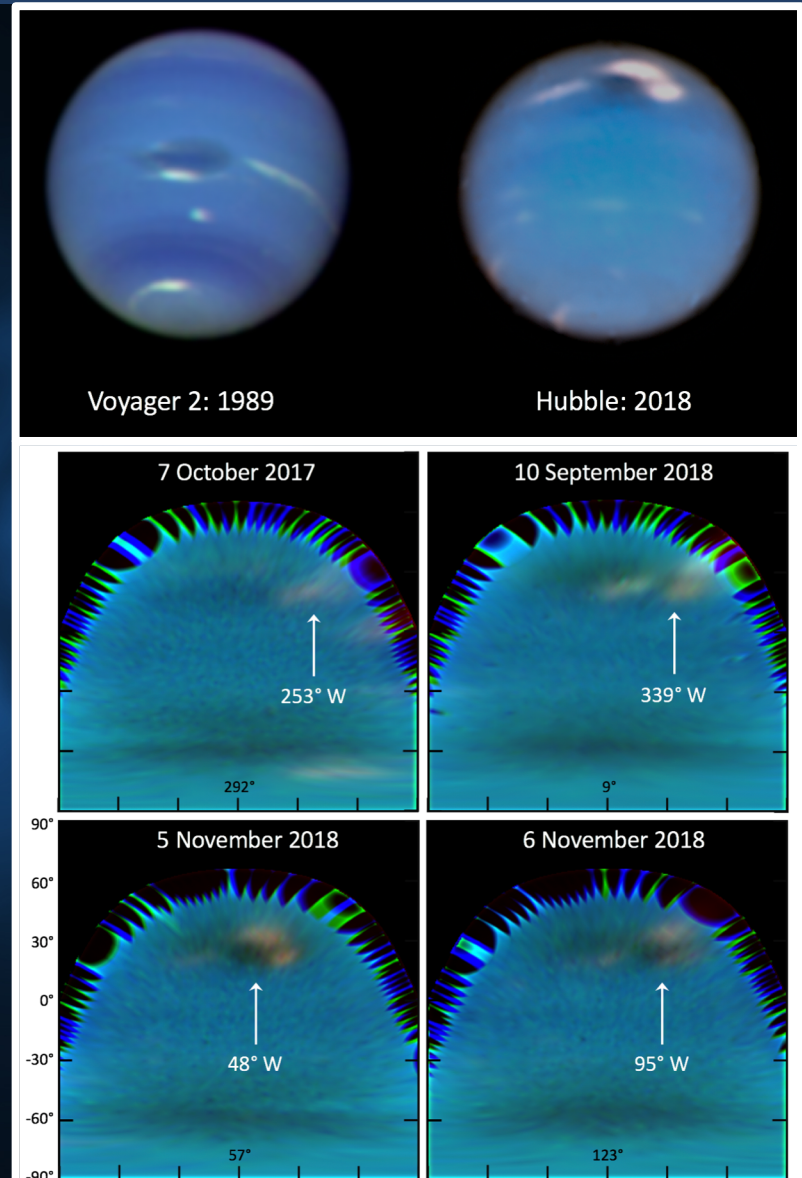 Voyager 2: 1989
Hubble: 2018
7 October 2017
10 September 2018
253° W
339° W
292°
9°
5 November 2018
6 November 2018
90°
60°
30°
0°
-30°
-60°
-90°
48° W
95° W
57°
123°